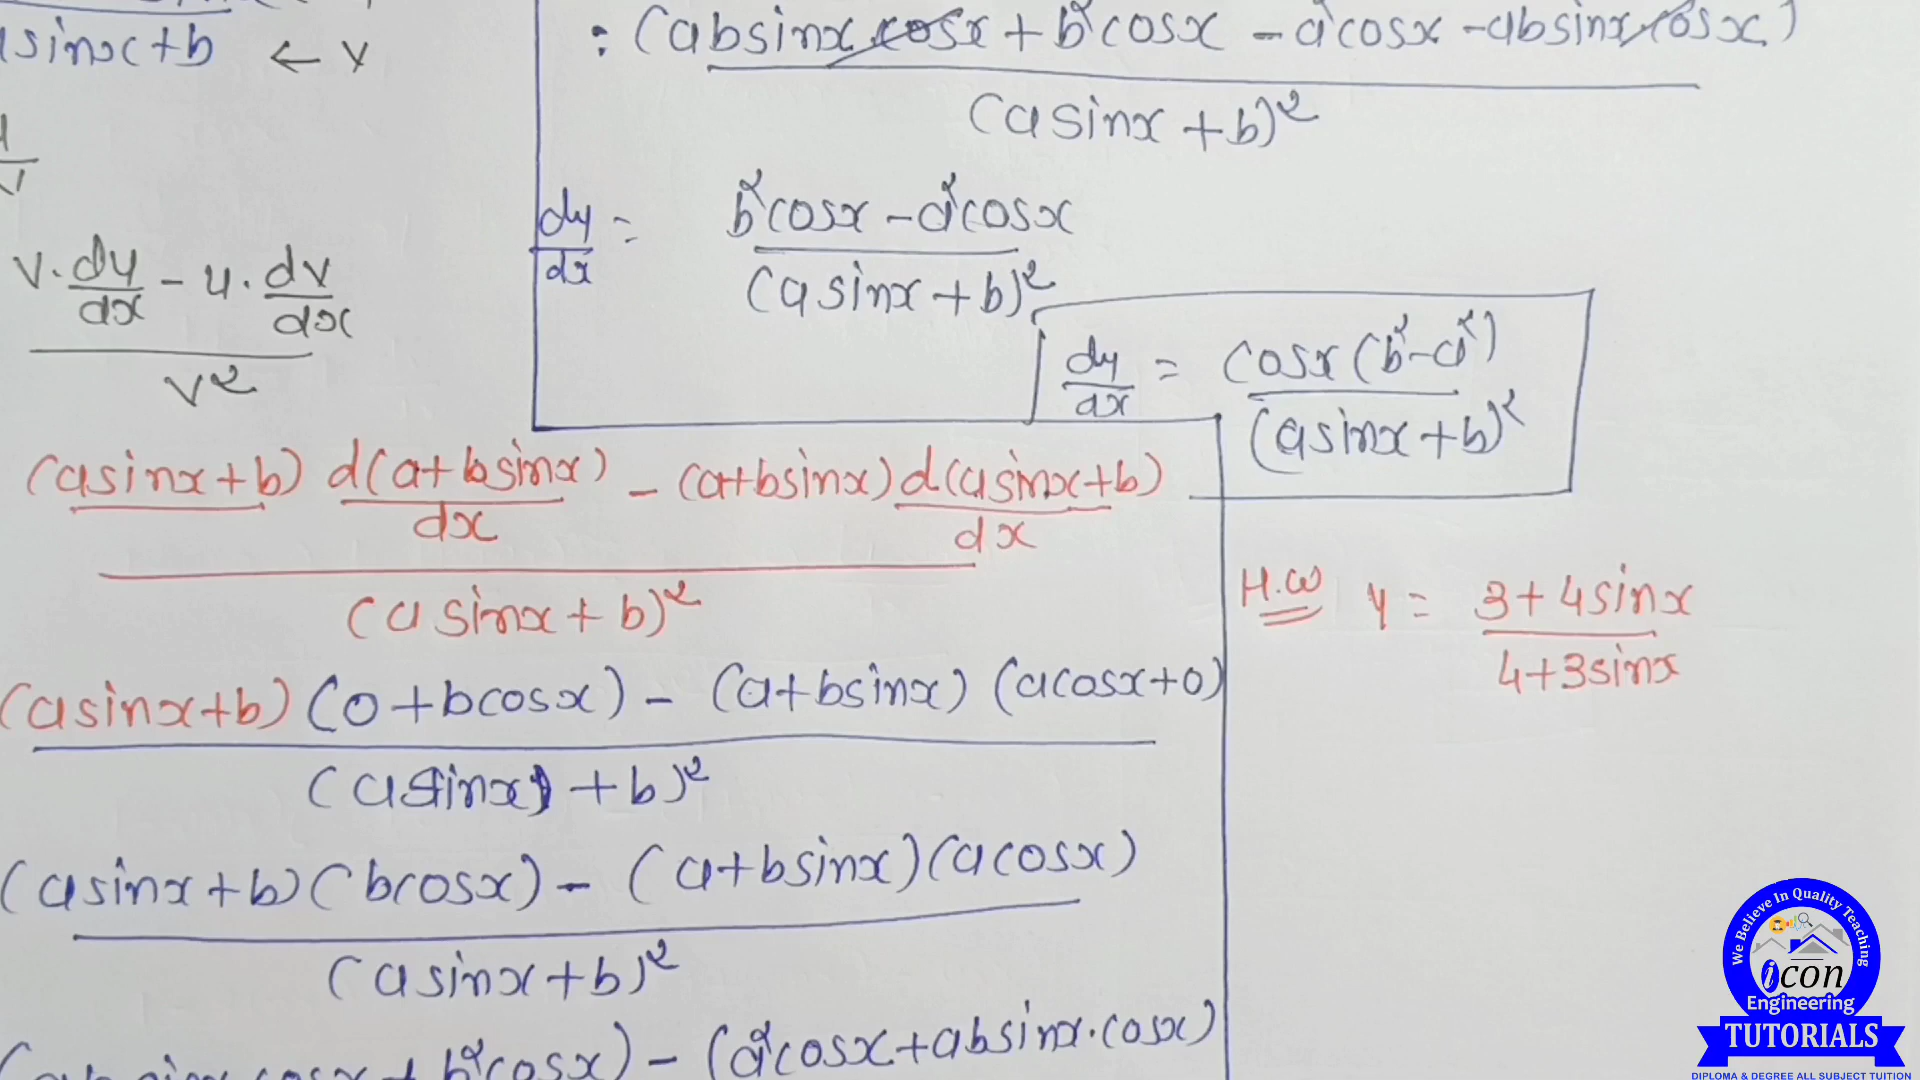 asinx+b ← v
v.du/dx - u.dv/dx
v²
(asinx+b) d(a+bsinx)/dx - (a+bsinx) d(asinx+b)/dx
(asinx+b)²
(asinx+b)(0+bcosx) - (a+bsinx)(acosx+0)
(asinx)+b)²
(asinx+b)(bcosx) - (a+bsinx)(acosx)
(asinx+b)²
(ab sinx cosx + b²cosx) - (a²cosx+absinx.cosx)
: (absinx.cosx + b²cosx - a²cosx - absinx.cosx)
(asinx+b)²
dy/dx = b²cosx - a²cosx
(asinx+b)²
dy/dx = cosx(b²-a²)
(asinx+b)²
H.W y = 3+4sinx
4+3sinx
We Believe In Quality Teaching
icon
Engineering
TUTORIALS
DIPLOMA & DEGREE ALL SUBJECT TUITION